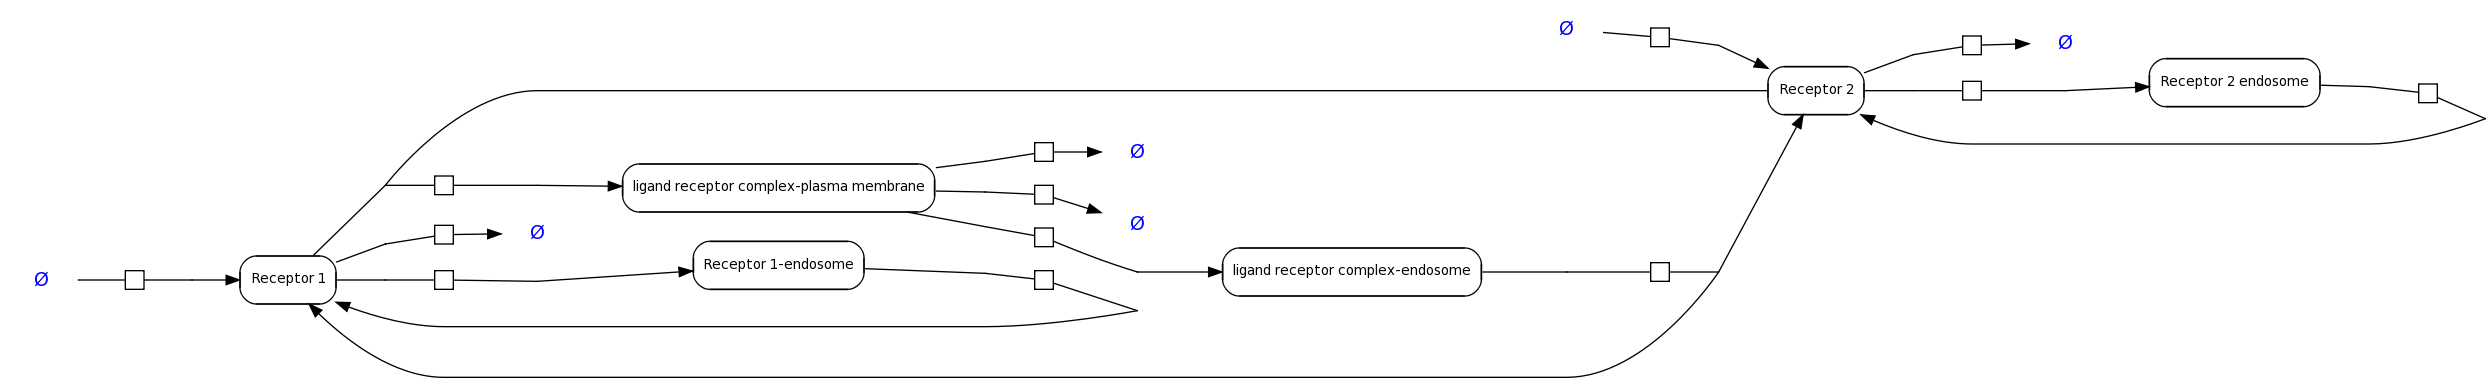 Ø
Ø
Receptor 2
Receptor 2 endosome
Ø
ligand receptor complex-plasma membrane
Ø
Ø
Ø
Receptor 1-endosome
ligand receptor complex-endosome
Ø
Receptor 1